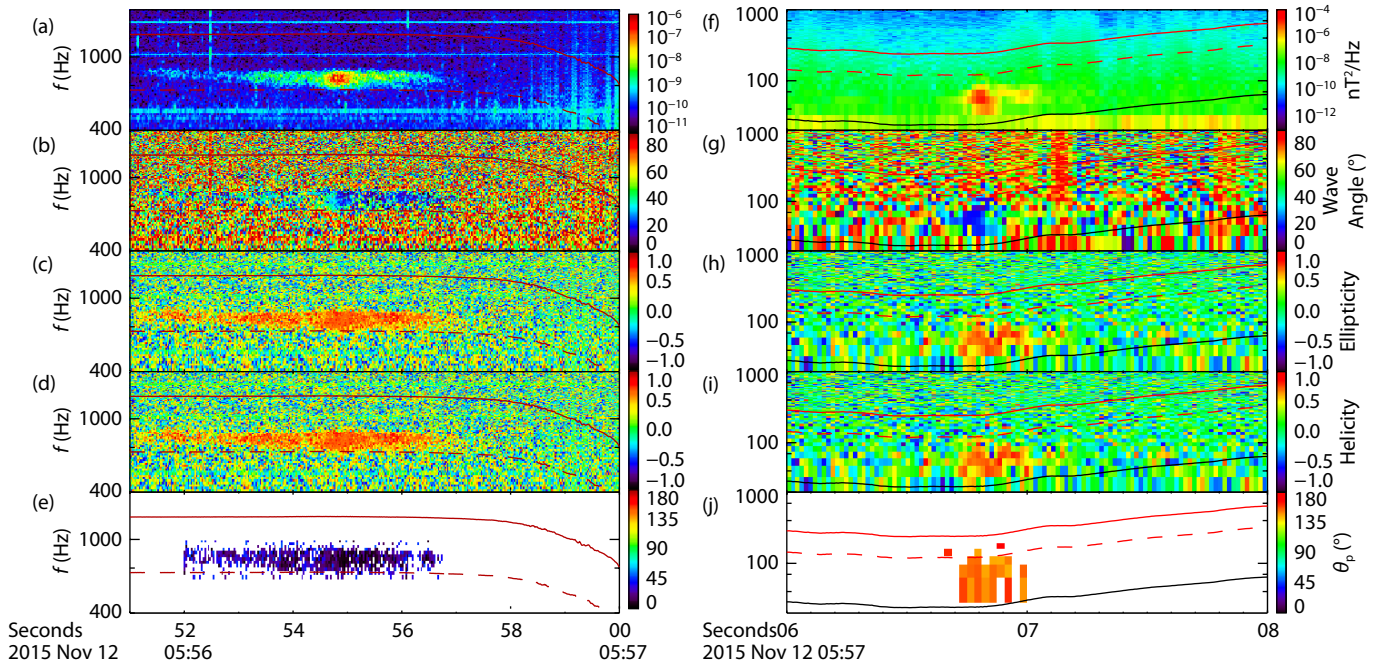 (a)
f (Hz)
1000
400
10⁻⁶
10⁻⁷
10⁻⁸
10⁻⁹
10⁻¹⁰
10⁻¹¹
(b)
f (Hz)
1000
400
80
60
40
20
0
(c)
f (Hz)
1000
400
1.0
0.5
0.0
−0.5
−1.0
(d)
f (Hz)
1000
400
1.0
0.5
0.0
−0.5
−1.0
(e)
f (Hz)
1000
400
180
135
90
45
0
52 54 56 58 00
Seconds
2015 Nov 12 05:56 05:57
(f)
1000
100
10⁻⁴
10⁻⁶
10⁻⁸
10⁻¹⁰
10⁻¹²
nT²/Hz
(g)
1000
100
80
60
40
20
0
Wave
Angle (°)
(h)
1000
100
1.0
0.5
0.0
−0.5
−1.0
Ellipticity
(i)
1000
100
1.0
0.5
0.0
−0.5
−1.0
Helicity
(j)
1000
100
180
135
90
45
0
θp (°)
Seconds06 07 08
2015 Nov 12 05:57